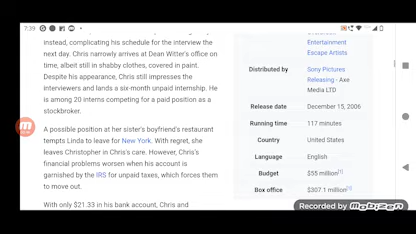 7:39
Instead, complicating his schedule for the interview the
next day. Chris narrowly arrives at Dean Witter's office on
time, albeit still in shabby clothes, covered in paint.
Despite his appearance, Chris still impresses the
interviewers and lands a six-month unpaid internship. He
is among 20 interns competing for a paid position as a
stockbroker.
A possible position at her sister's boyfriend's restaurant
tempts Linda to leave for New York. With regret, she
leaves Christopher in Chris's care. However, Chris's
financial problems worsen when his account is
garnished by the IRS for unpaid taxes, which forces them
to move out.
With only $21.33 in his bank account, Chris and
Entertainment
Escape Artists
Distributed by Sony Pictures
Releasing - Axe
Media LTD
Release date December 15, 2006
Running time 117 minutes
Country United States
Language English
Budget $55 million[1]
Box office $307.1 million[1]
Recorded by Mobizen